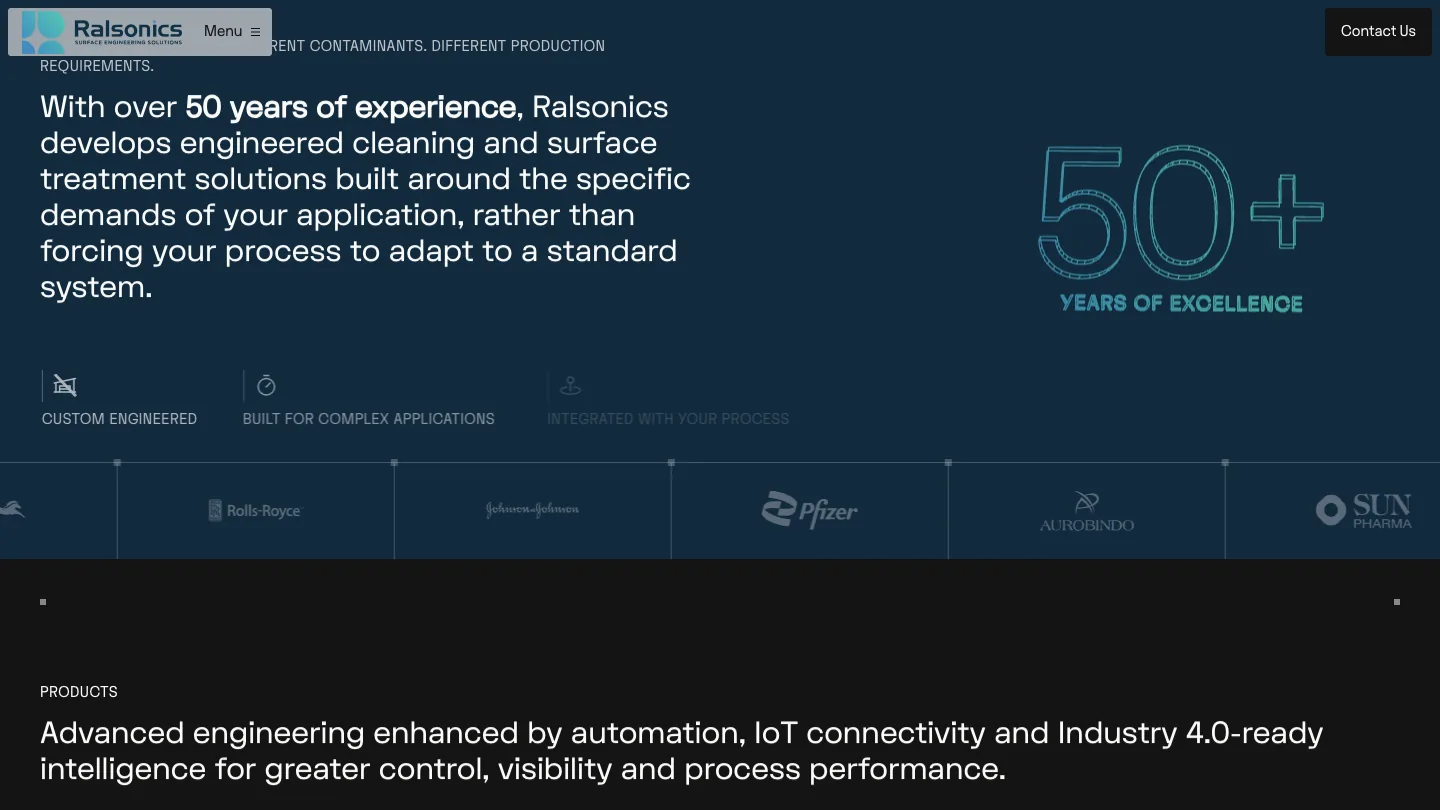 Ralsonics
SURFACE ENGINEERING SOLUTIONS
Menu
Contact Us
RENT CONTAMINANTS. DIFFERENT PRODUCTION
REQUIREMENTS.
With over 50 years of experience, Ralsonics
develops engineered cleaning and surface
treatment solutions built around the specific
demands of your application, rather than
forcing your process to adapt to a standard
system.
50+
YEARS OF EXCELLENCE
CUSTOM ENGINEERED
BUILT FOR COMPLEX APPLICATIONS
INTEGRATED WITH YOUR PROCESS
Rolls-Royce
Johnson & Johnson
Pfizer
AUROBINDO
SUN
PHARMA
PRODUCTS
Advanced engineering enhanced by automation, IoT connectivity and Industry 4.0-ready
intelligence for greater control, visibility and process performance.